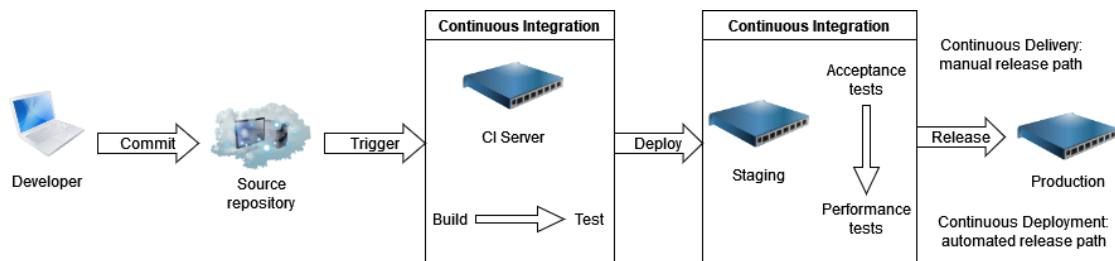 Developer
Commit
Source
repository
Trigger
Continuous Integration
CI Server
Build
Test
Deploy
Continuous Integration
Staging
Acceptance
tests
Performance
tests
Release
Continuous Delivery:
manual release path
Production
Continuous Deployment:
automated release path